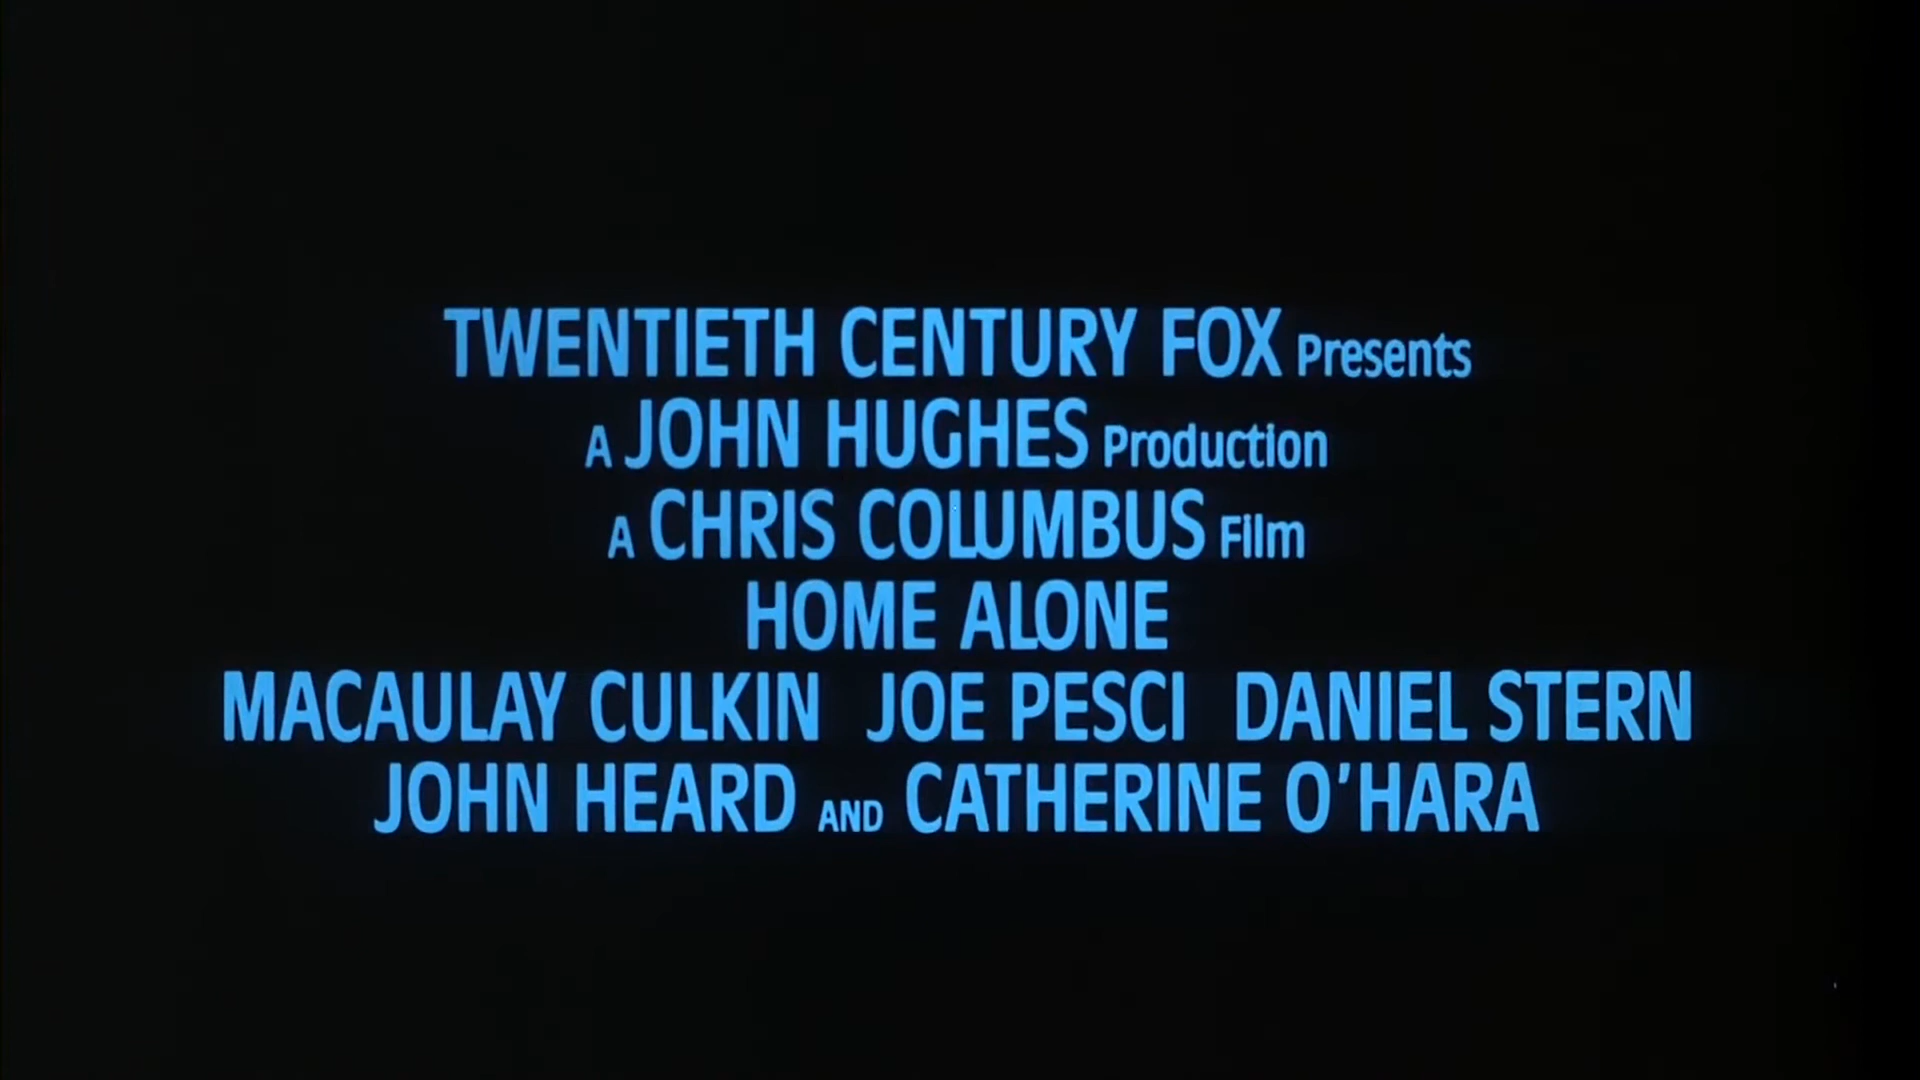 TWENTIETH CENTURY FOX Presents
A JOHN HUGHES Production
A CHRIS COLUMBUS Film
HOME ALONE
MACAULAY CULKIN JOE PESCI DANIEL STERN
JOHN HEARD AND CATHERINE O'HARA